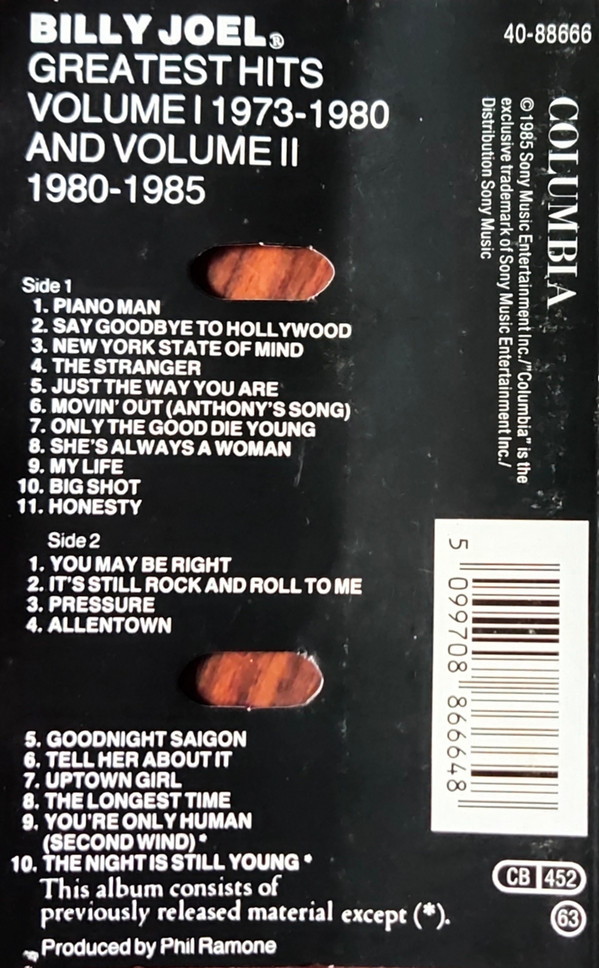 BILLY JOEL®
GREATEST HITS
VOLUME I 1973-1980
AND VOLUME II
1980-1985
40-88666
COLUMBIA
© 1985 Sony Music Entertainment Inc./"Columbia" is the
exclusive trademark of Sony Music Entertainment Inc./
Distribution Sony Music
Side 1
1. PIANO MAN
2. SAY GOODBYE TO HOLLYWOOD
3. NEW YORK STATE OF MIND
4. THE STRANGER
5. JUST THE WAY YOU ARE
6. MOVIN' OUT (ANTHONY'S SONG)
7. ONLY THE GOOD DIE YOUNG
8. SHE'S ALWAYS A WOMAN
9. MY LIFE
10. BIG SHOT
11. HONESTY
Side 2
1. YOU MAY BE RIGHT
2. IT'S STILL ROCK AND ROLL TO ME
3. PRESSURE
4. ALLENTOWN
5. GOODNIGHT SAIGON
6. TELL HER ABOUT IT
7. UPTOWN GIRL
8. THE LONGEST TIME
9. YOU'RE ONLY HUMAN
(SECOND WIND)*
10. THE NIGHT IS STILL YOUNG*
This album consists of
previously released material except (*).
Produced by Phil Ramone
5 099708 866648
CB 452
63